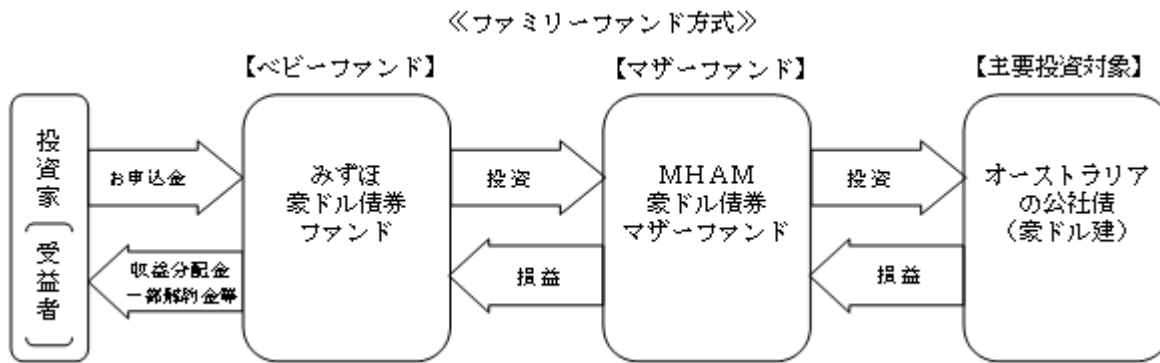 ≪ファミリーファンド方式≫
【ベビーファンド】
【マザーファンド】
【主要投資対象】
投資家
(受益者)
お申込金
収益分配金
一部解約金等
みずほ
豪ドル債券
ファンド
投資
損益
MHAM
豪ドル債券
マザーファンド
投資
損益
オーストラリア
の公社債
(豪ドル建)